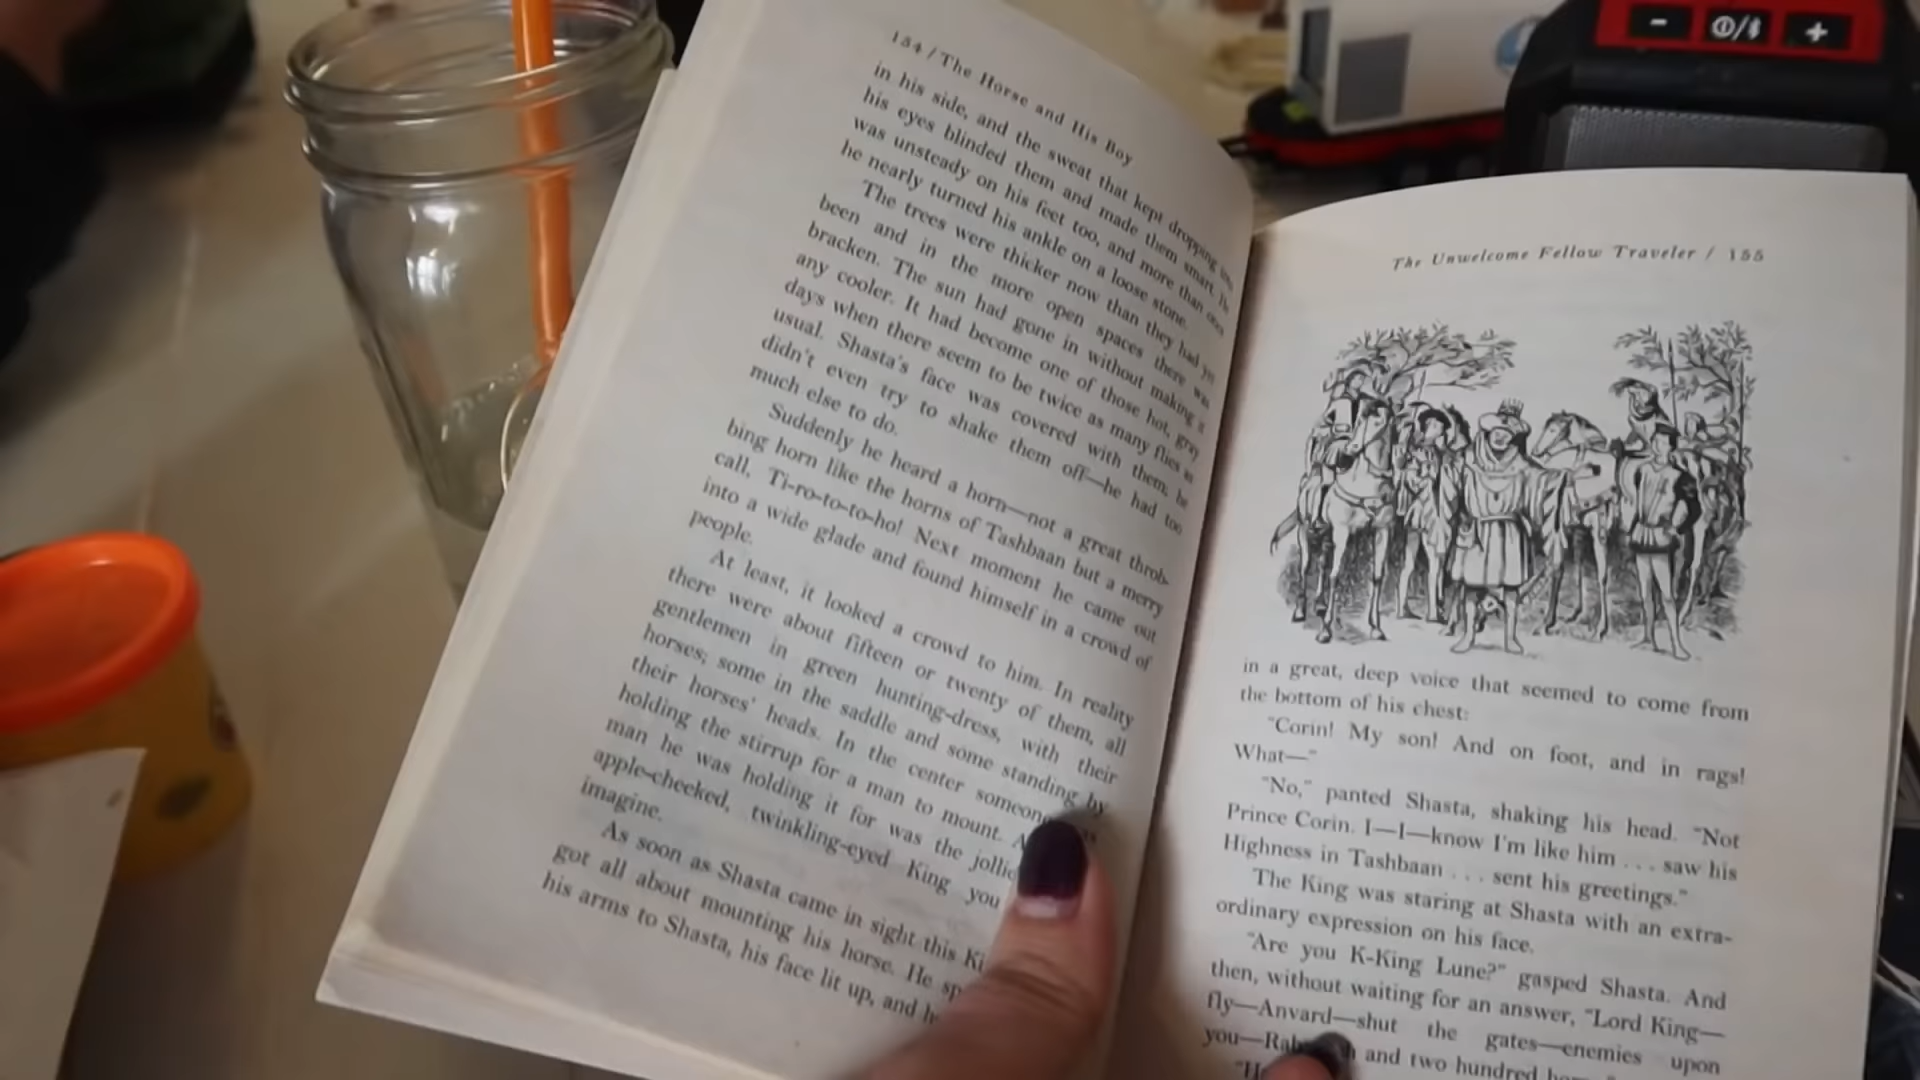 154 / The Horse and His Boy
in his side, and the sweat that kept dropping into
his eyes blinded them and made them smart. He
was unsteady on his feet too, and more than once
he nearly turned his ankle on a loose stone.
The trees were thicker now than they had yet
been and in the more open spaces there was
bracken. The sun had gone in without making it
any cooler. It had become one of those hot, gray
days when there seem to be twice as many flies as
usual. Shasta's face was covered with them; he
didn't even try to shake them off—he had too
much else to do.
Suddenly he heard a horn—not a great throb-
bing horn like the horns of Tashbaan but a merry
call, Ti-ro-to-to-ho! Next moment he came out
into a wide glade and found himself in a crowd of
people.
At least, it looked a crowd to him. In reality
there were about fifteen or twenty of them, all
gentlemen in green hunting-dress, with their
horses; some in the saddle and some standing by
their horses' heads. In the center someone
holding the stirrup for a man to mount.
man he was holding it for was the
apple-cheeked, twinkling-eyed King you
imagine.
As soon as Shasta came in sight this
got all about mounting his horse. He
his arms to Shasta, his face lit up, and
The Unwelcome Fellow Traveler / 155
in a great, deep voice that seemed to come from
the bottom of his chest:
"Corin! My son! And on foot, and in rags!
What—"
"No," panted Shasta, shaking his head. "Not
Prince Corin. I—I—know I'm like him . . . saw his
Highness in Tashbaan . . . sent his greetings."
The King was staring at Shasta with an extra-
ordinary expression on his face.
"Are you K-King Lune?" gasped Shasta. And
then, without waiting for an answer, "Lord King—
fly—Anvard—shut the gates—enemies upon
you— and two hundred